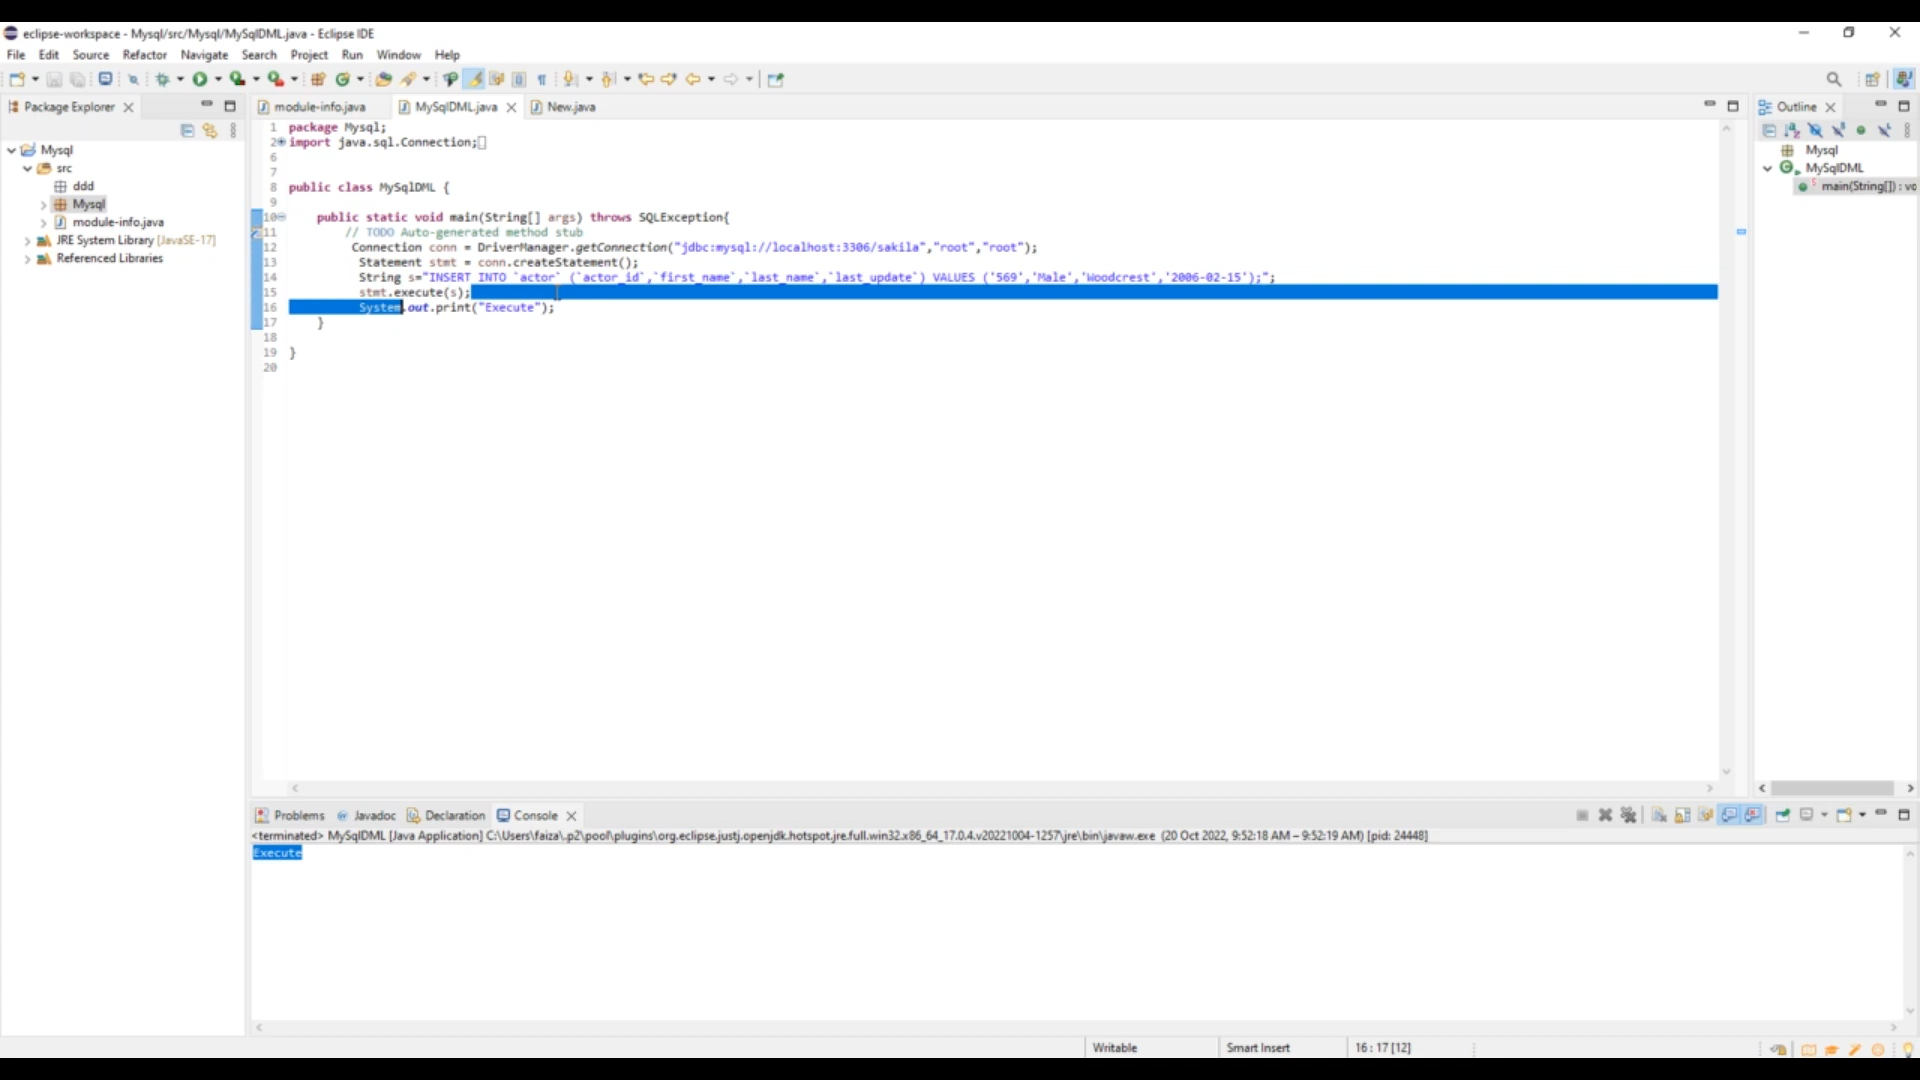 eclipse-workspace - Mysql/src/Mysql/MySqlDML.java - Eclipse IDE
File Edit Source Refactor Navigate Search Project Run Window Help
Package Explorer
module-info.java MySqlDML.java New.java
Outline
Mysql
src
ddd
Mysql
module-info.java
JRE System Library [JavaSE-17]
Referenced Libraries
1 package Mysql;
2 import java.sql.Connection;
6
7
8 public class MySqlDML {
9
10 public static void main(String[] args) throws SQLException{
11 // TODO Auto-generated method stub
12 Connection conn = DriverManager.getConnection("jdbc:mysql://localhost:3306/sakila","root","root");
13 Statement stmt = conn.createStatement();
14 String s="INSERT INTO `actor` (`actor_id`,`first_name`,`last_name`,`last_update`) VALUES ('569','Male','Woodcrest','2006-02-15');";
15 stmt.execute(s);
16 System.out.print("Execute");
17 }
18
19 }
20
Mysql
MySqlDML
main(String[]) : vo
Problems Javadoc Declaration Console
<terminated> MySqlDML [Java Application] C:\Users\faiza\.p2\pool\plugins\org.eclipse.justj.openjdk.hotspot.jre.full.win32.x86_64_17.0.4.v20221004-1257\jre\bin\javaw.exe (20 Oct 2022, 9:52:18 AM – 9:52:19 AM) [pid: 24448]
Execute
Writable Smart Insert 16 : 17 [12]